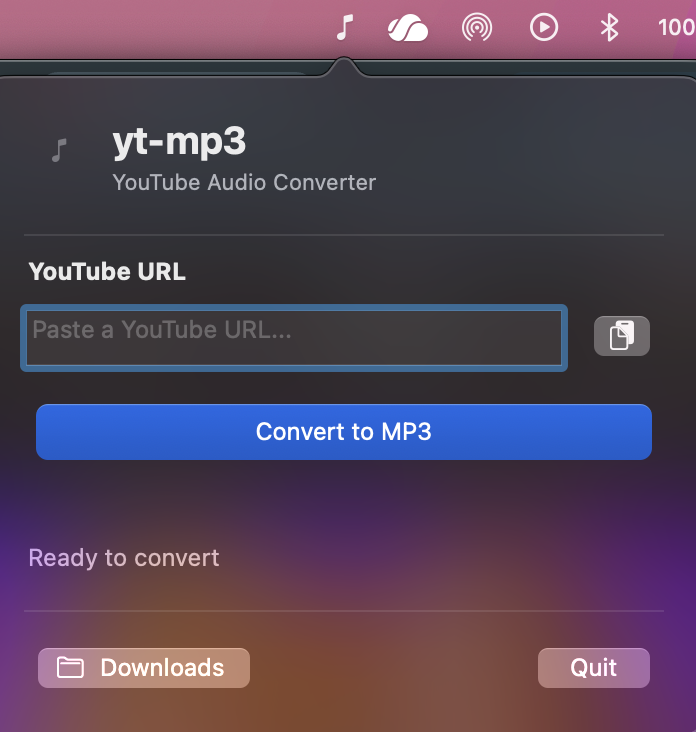 100
yt-mp3
YouTube Audio Converter
YouTube URL
Paste a YouTube URL...
Convert to MP3
Ready to convert
Downloads
Quit